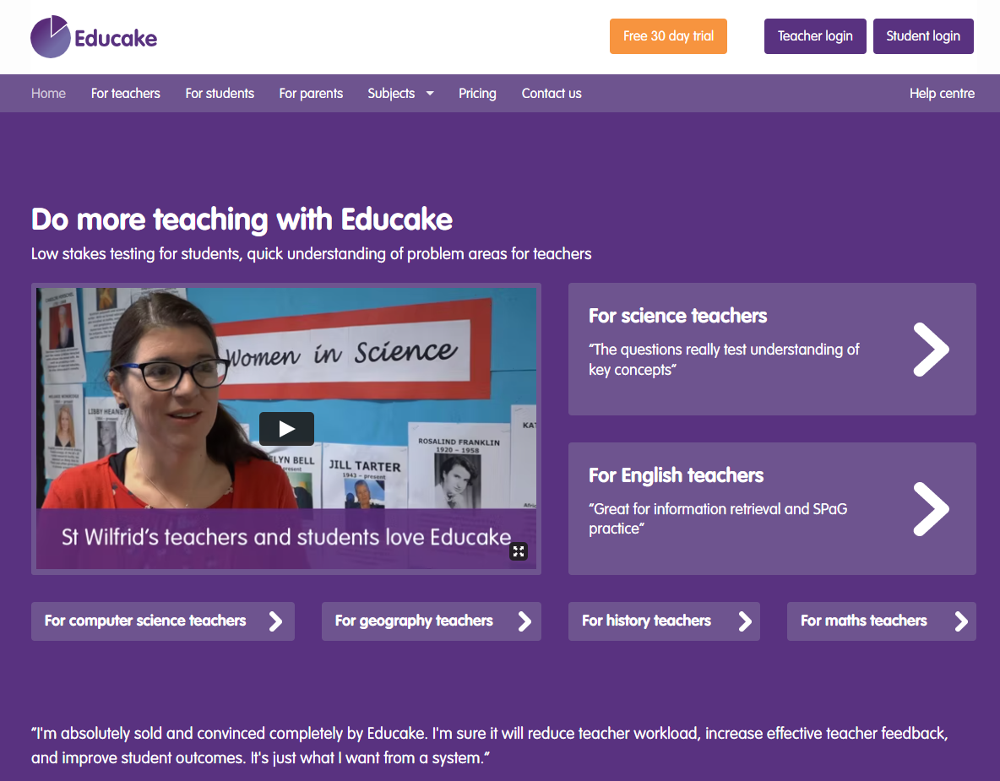 Educake
Free 30 day trial
Teacher login
Student login
Home
For teachers
For students
For parents
Subjects
Pricing
Contact us
Help centre
Do more teaching with Educake
Low stakes testing for students, quick understanding of problem areas for teachers
Women in Science
LIBBY HEANEY
ROSALIND FRANKLIN
1920 – 1958
LYN BELL
present
JILL TARTER
1943 – present
KAT
St Wilfrid’s teachers and students love Educake
For science teachers
“The questions really test understanding of
key concepts”
For English teachers
“Great for information retrieval and SPaG
practice”
For computer science teachers
For geography teachers
For history teachers
For maths teachers
“I'm absolutely sold and convinced completely by Educake. I'm sure it will reduce teacher workload, increase effective teacher feedback,
and improve student outcomes. It's just what I want from a system.”